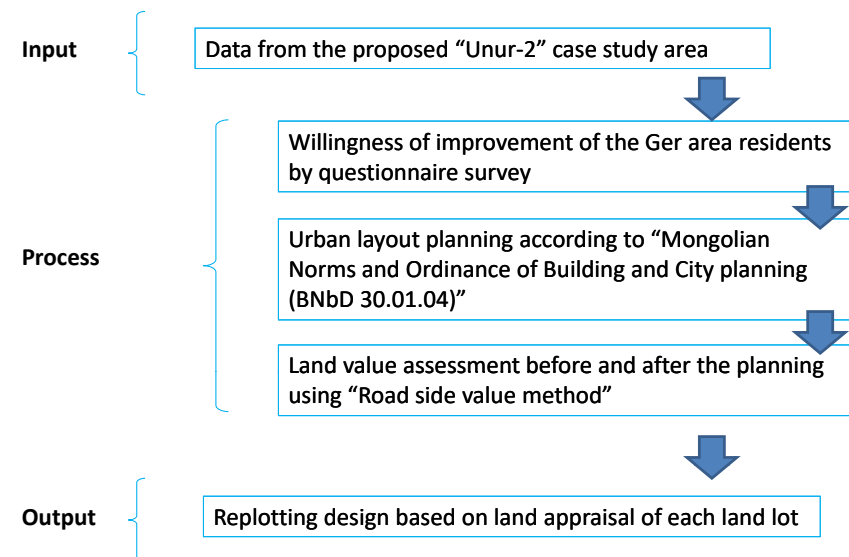 Input
Data from the proposed “Unur-2” case study area
Willingness of improvement of the Ger area residents
by questionnaire survey
Process
Urban layout planning according to “Mongolian
Norms and Ordinance of Building and City planning
(BNbD 30.01.04)”
Land value assessment before and after the planning
using “Road side value method”
Output
Replotting design based on land appraisal of each land lot